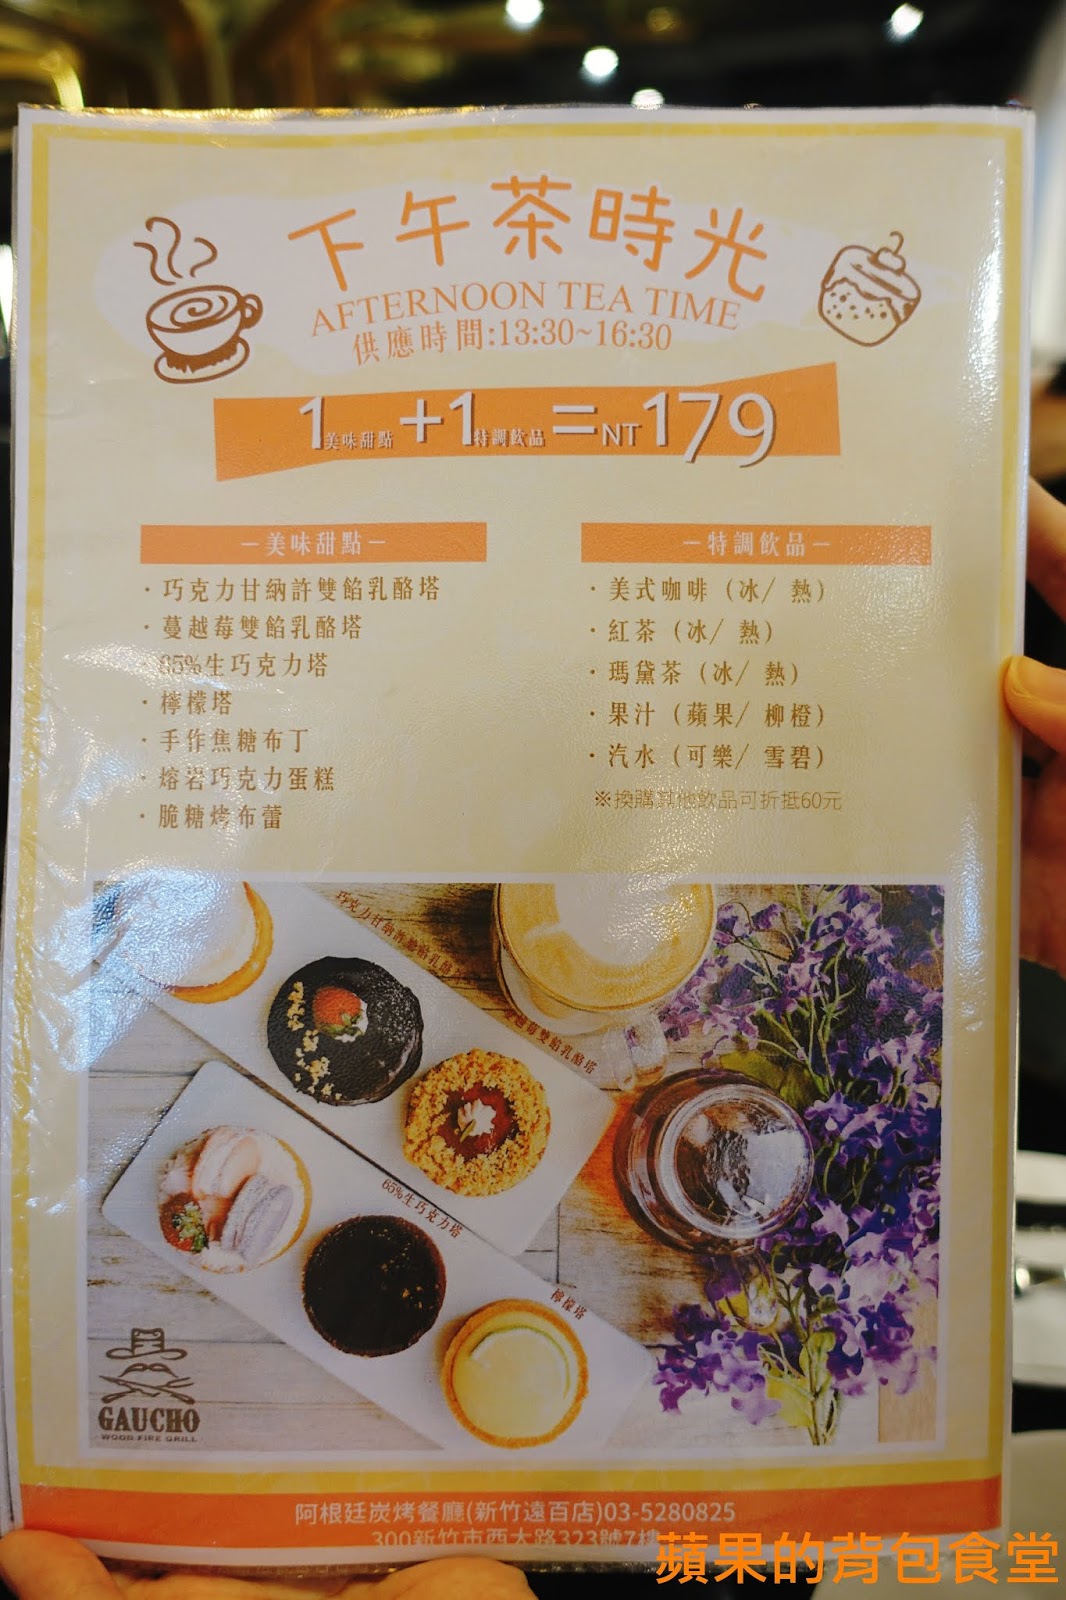 下午茶時光
AFTERNOON TEA TIME
供應時間:13:30~16:30
1美味甜點+1特調飲品=NT179
－美味甜點－
·巧克力甘納許雙餡乳酪塔
·蔓越莓雙餡乳酪塔
65%生巧克力塔
·檸檬塔
·手作焦糖布丁
·熔岩巧克力蛋糕
·脆糖烤布蕾
－特調飲品－
·美式咖啡（冰/ 熱）
·紅茶（冰/ 熱）
·瑪黛茶（冰/ 熱）
·果汁（蘋果/ 柳橙）
·汽水（可樂/ 雪碧）
※換購其他飲品可折抵60元
巧克力甘納許雙餡乳酪
蔓越莓雙餡乳酪塔
65%生巧克力塔
檸檬塔
GAUCHO
WOOD FIRE GRILL
阿根廷炭烤餐廳(新竹遠百店)03-5280825
300新竹市西大路323號7樓
蘋果的背包食堂